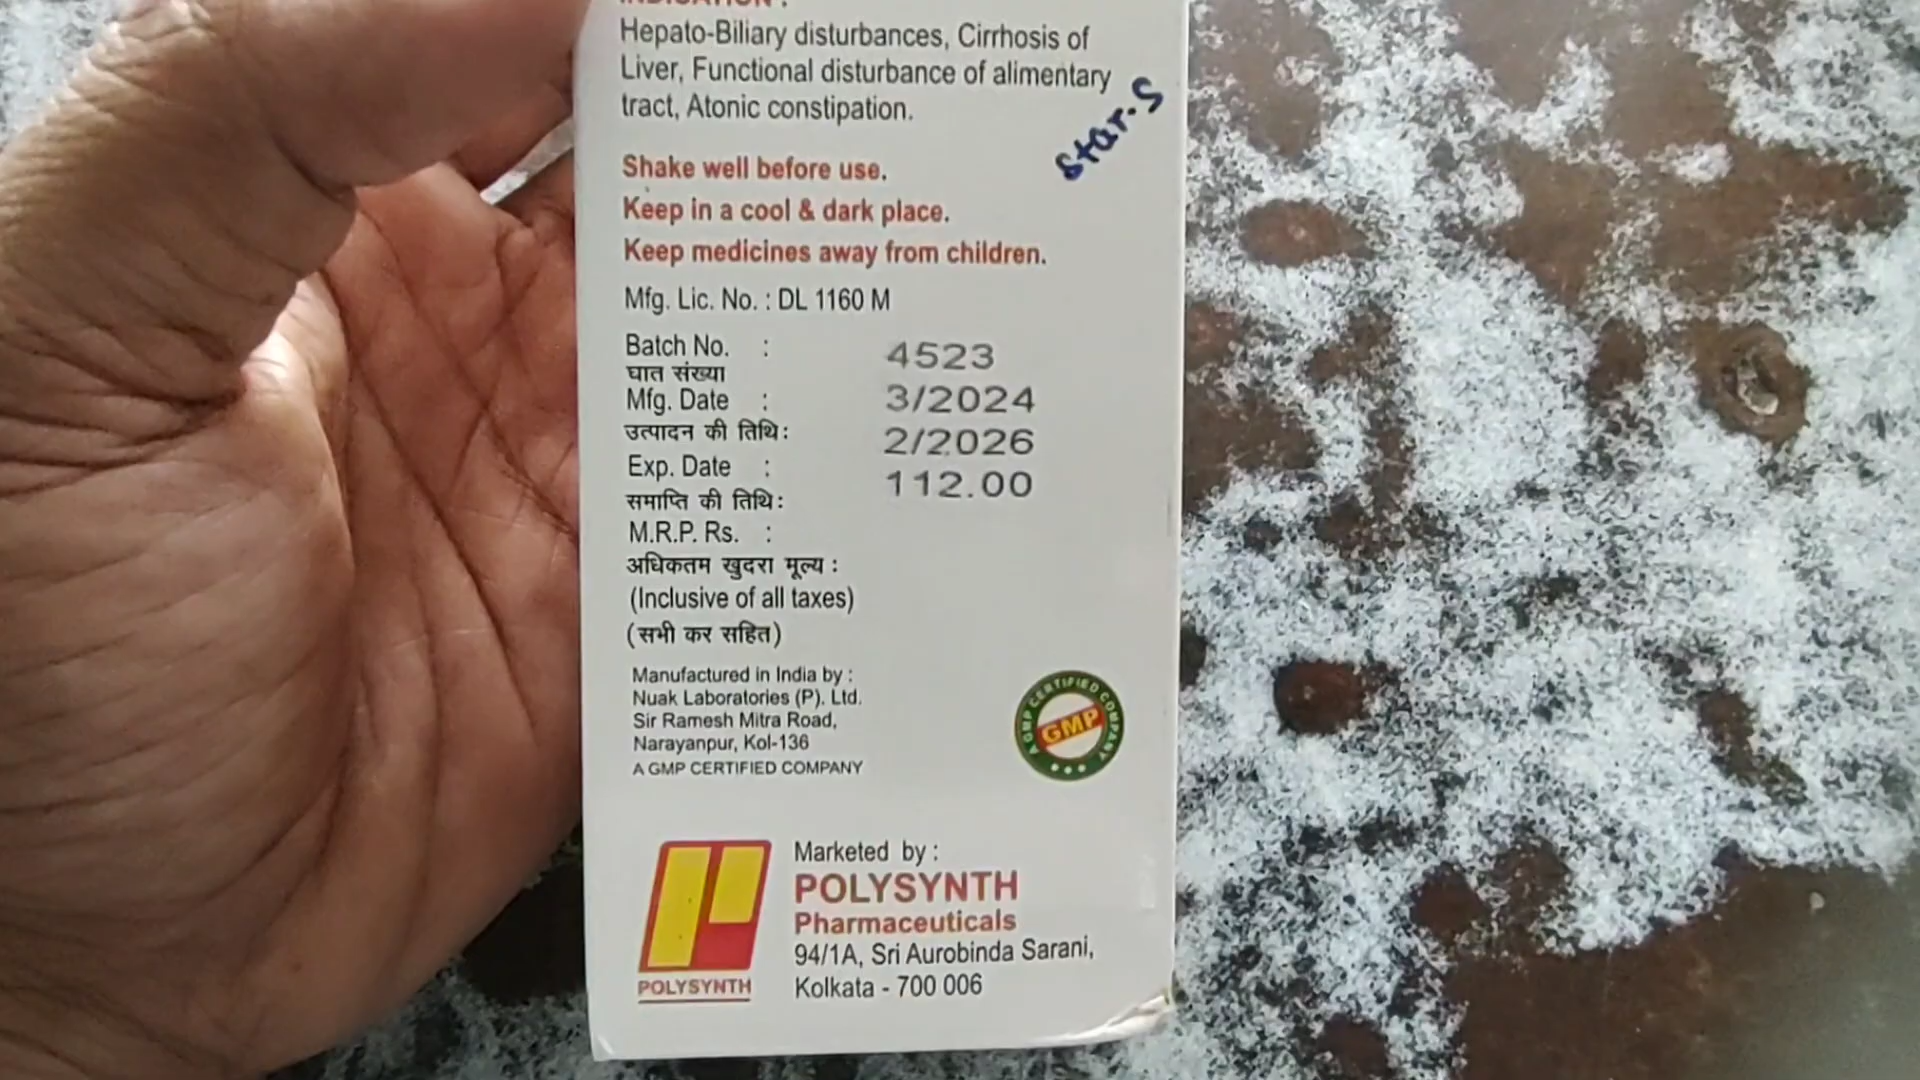 INDICATION :
Hepato-Biliary disturbances, Cirrhosis of
Liver, Functional disturbance of alimentary
tract, Atonic constipation.
star.S
Shake well before use.
Keep in a cool & dark place.
Keep medicines away from children.
Mfg. Lic. No. : DL 1160 M
Batch No. : 4523
घात संख्या
Mfg. Date : 3/2024
उत्पादन की तिथि : 2/2026
Exp. Date :
समाप्ति की तिथि : 112.00
M.R.P. Rs. :
अधिकतम खुदरा मूल्य :
(Inclusive of all taxes)
(सभी कर सहित)
Manufactured in India by :
Nuak Laboratories (P). Ltd.
Sir Ramesh Mitra Road,
Narayanpur, Kol-136
A GMP CERTIFIED COMPANY
A GMP CERTIFIED COMPANY
GMP
Marketed by :
POLYSYNTH
Pharmaceuticals
94/1A, Sri Aurobinda Sarani,
Kolkata - 700 006
POLYSYNTH